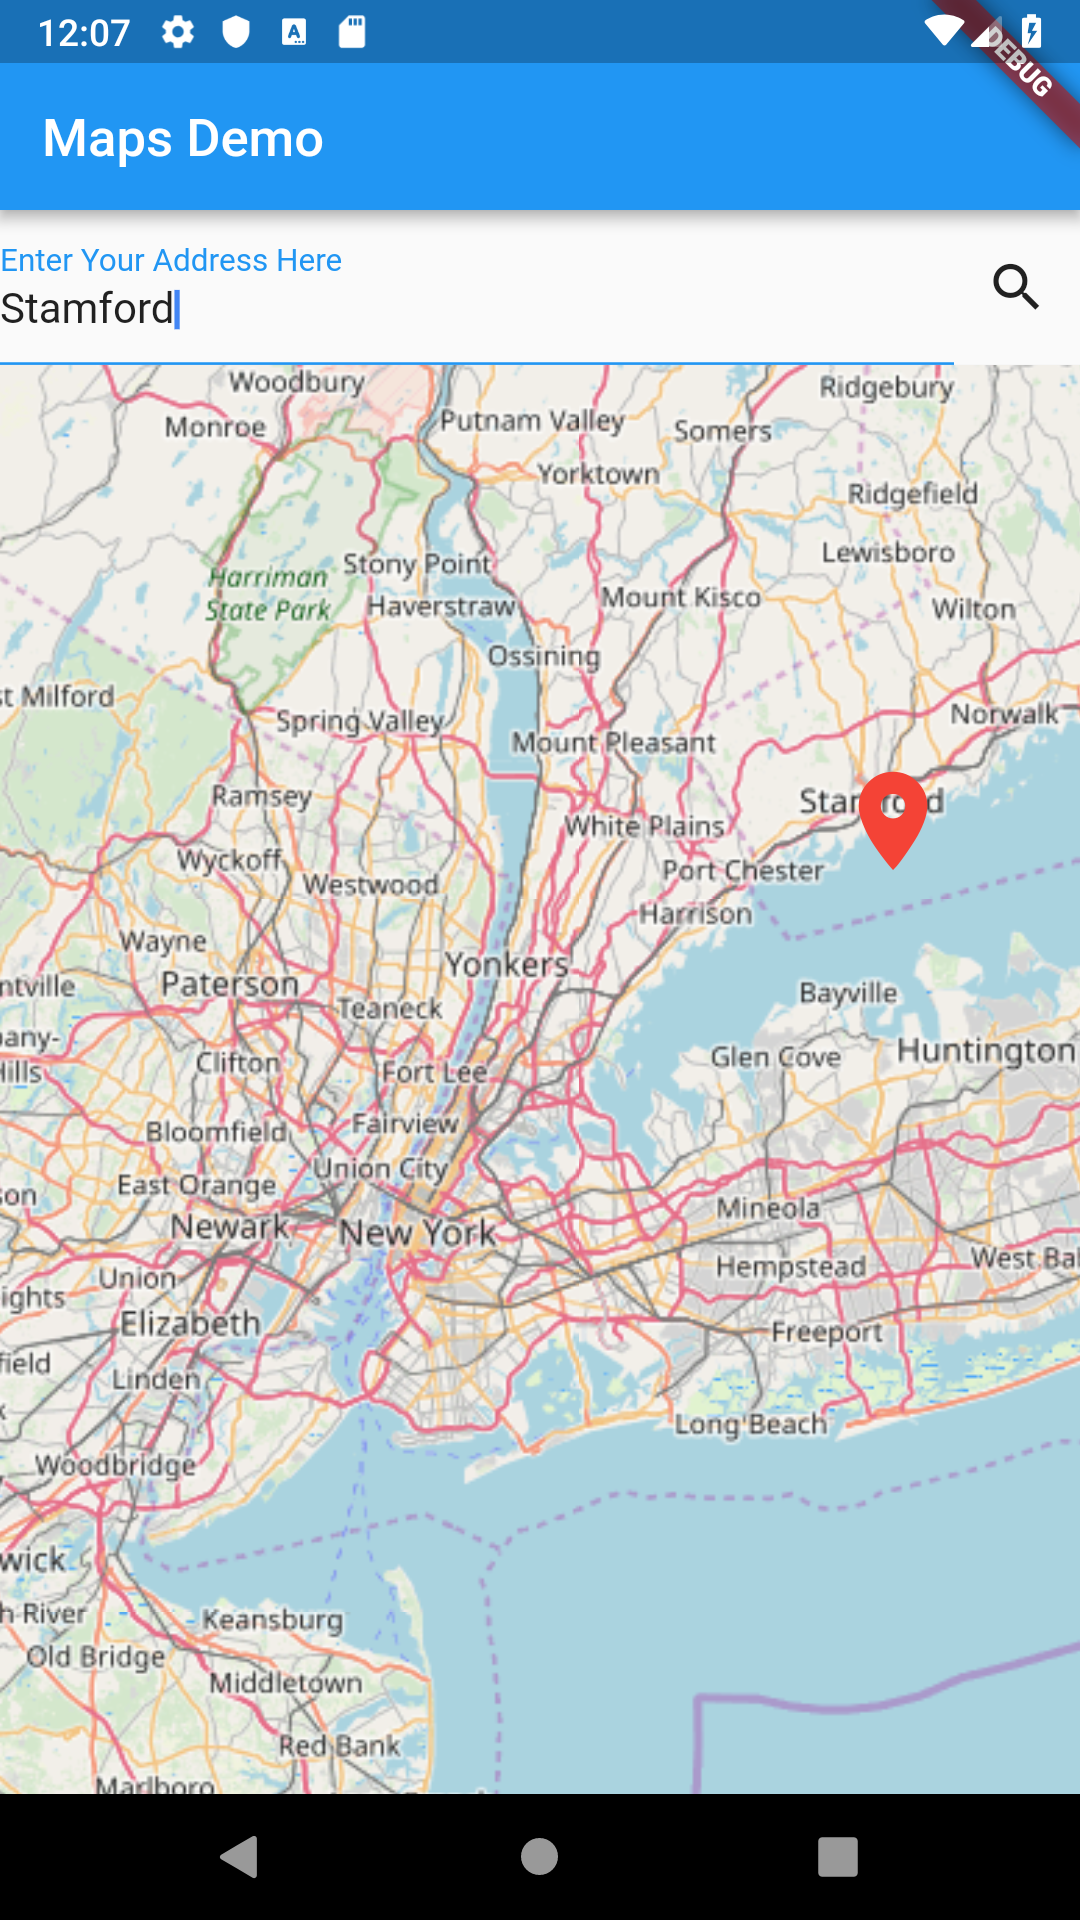 12:07
DEBUG
Maps Demo
Enter Your Address Here
Stamford
Woodbury
Ridgebury
Monroe
Putnam Valley
Somers
Yorktown
Ridgefield
Stony Point
Lewisboro
Harriman
State Park
Haverstraw
Mount Kisco
Wilton
Ossining
st Milford
Spring Valley
Norwalk
Mount Pleasant
Ramsey
White Plains
Wyckoff
Port Chester
Westwood
Harrison
Wayne
Yonkers
Paterson
ntville
Bayville
Teaneck
any-
Hills
Clifton
Glen Cove
Huntington
Fort Lee
Fairview
Bloomfield
Union City
East Orange
son
Mineola
Newark
New York
Union
Hempstead
West Ba
ights
Elizabeth
Freeport
field
Linden
Long Beach
Woodbridge
wick
h River
Keansburg
Old Bridge
Middletown
Red Bank
Marlboro